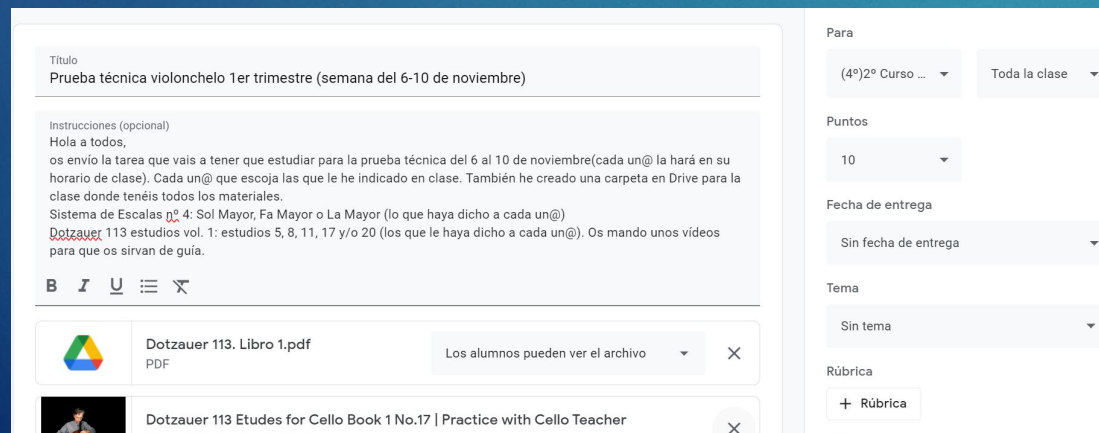 Título
Prueba técnica violonchelo 1er trimestre (semana del 6-10 de noviembre)
Instrucciones (opcional)
Hola a todos,
os envío la tarea que vais a tener que estudiar para la prueba técnica del 6 al 10 de noviembre(cada un@ la hará en su
horario de clase). Cada un@ que escoja las que le he indicado en clase. También he creado una carpeta en Drive para la
clase donde tenéis todos los materiales.
Sistema de Escalas nº 4: Sol Mayor, Fa Mayor o La Mayor (lo que haya dicho a cada un@)
Dotzauer 113 estudios vol. 1: estudios 5, 8, 11, 17 y/o 20 (los que le haya dicho a cada un@). Os mando unos vídeos
para que os sirvan de guía.
B I U
Dotzauer 113. Libro 1.pdf
PDF
Los alumnos pueden ver el archivo
Dotzauer 113 Etudes for Cello Book 1 No.17 | Practice with Cello Teacher
Para
(4º)2º Curso ...
Toda la clase
Puntos
10
Fecha de entrega
Sin fecha de entrega
Tema
Sin tema
Rúbrica
+ Rúbrica